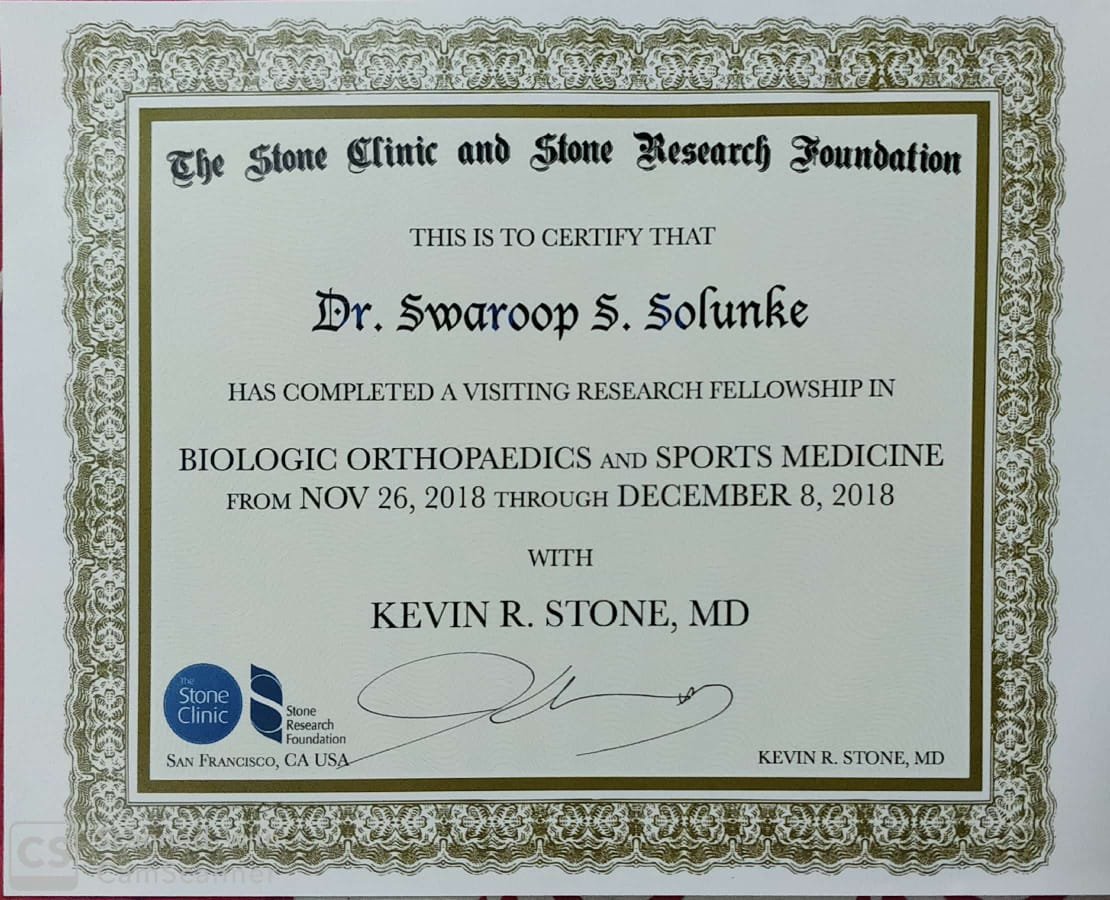 The Stone Clinic and Stone Research Foundation
THIS IS TO CERTIFY THAT
Dr. Swaroop S. Solunke
HAS COMPLETED A VISITING RESEARCH FELLOWSHIP IN
BIOLOGIC ORTHOPAEDICS AND SPORTS MEDICINE
FROM NOV 26, 2018 THROUGH DECEMBER 8, 2018
WITH
KEVIN R. STONE, MD
The
Stone
Clinic
Stone
Research
Foundation
SAN FRANCISCO, CA USA
KEVIN R. STONE, MD
CS
CamScanner